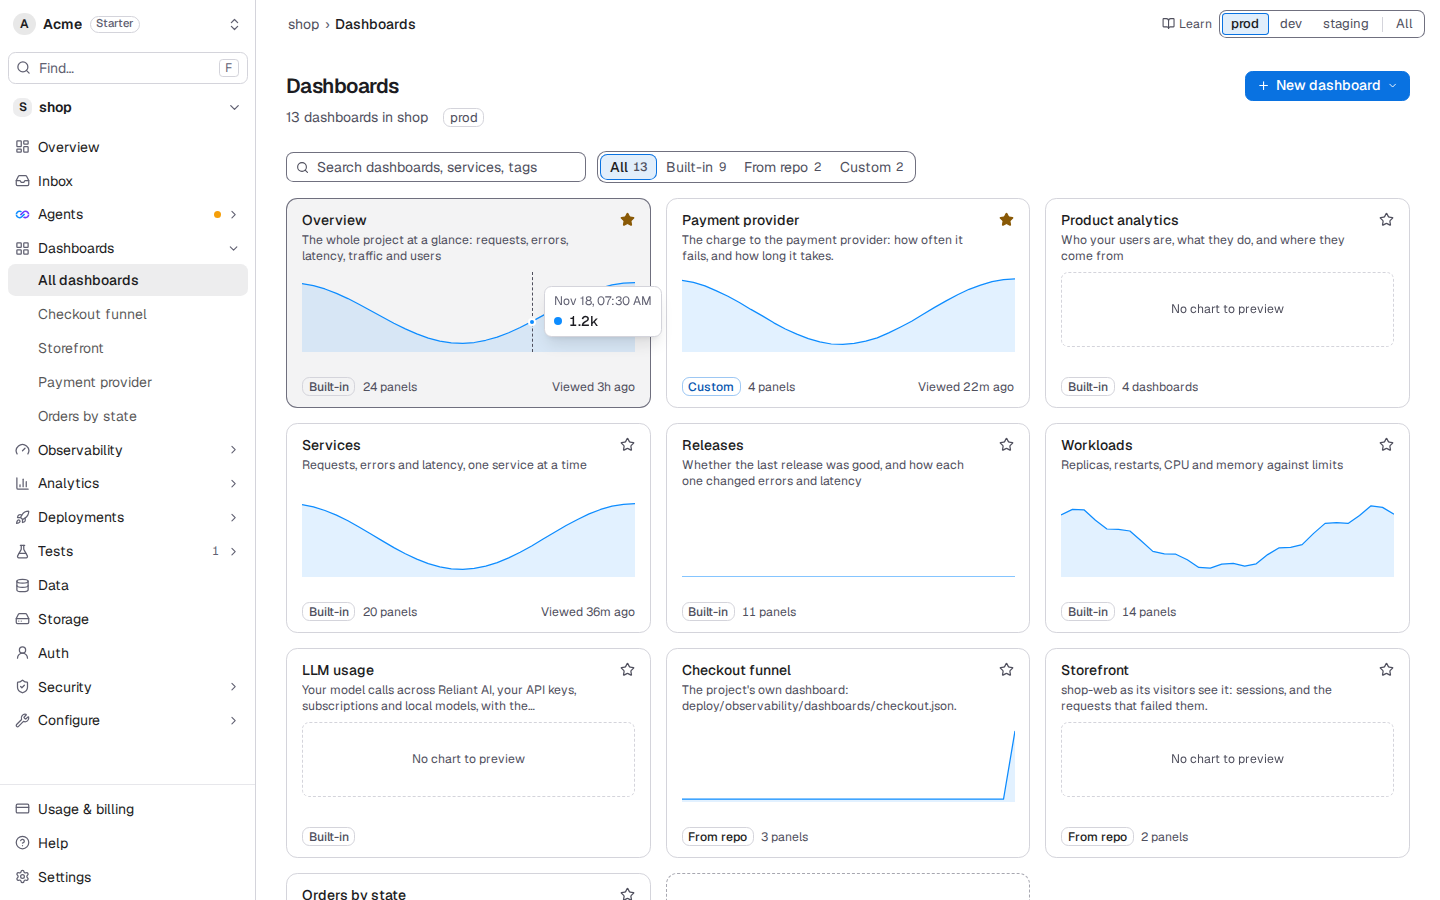 A Acme Starter
Find...
F
S shop
Overview
Inbox
Agents
Dashboards
All dashboards
Checkout funnel
Storefront
Payment provider
Orders by state
Observability
Analytics
Deployments
Tests 1
Data
Storage
Auth
Security
Configure
Usage & billing
Help
Settings
shop › Dashboards
Learn
prod dev staging All
Dashboards
New dashboard
13 dashboards in shop prod
Search dashboards, services, tags
All 13 Built-in 9 From repo 2 Custom 2
Overview
The whole project at a glance: requests, errors,
latency, traffic and users
Nov 18, 07:30 AM
1.2k
Built-in 24 panels Viewed 3h ago
Payment provider
The charge to the payment provider: how often it
fails, and how long it takes.
Custom 4 panels Viewed 22m ago
Product analytics
Who your users are, what they do, and where they
come from
No chart to preview
Built-in 4 dashboards
Services
Requests, errors and latency, one service at a time
Built-in 20 panels Viewed 36m ago
Releases
Whether the last release was good, and how each
one changed errors and latency
Built-in 11 panels
Workloads
Replicas, restarts, CPU and memory against limits
Built-in 14 panels
LLM usage
Your model calls across Reliant AI, your API keys,
subscriptions and local models, with the...
No chart to preview
Built-in
Checkout funnel
The project's own dashboard:
deploy/observability/dashboards/checkout.json.
From repo 3 panels
Storefront
shop-web as its visitors see it: sessions, and the
requests that failed them.
No chart to preview
From repo 2 panels
Orders by state